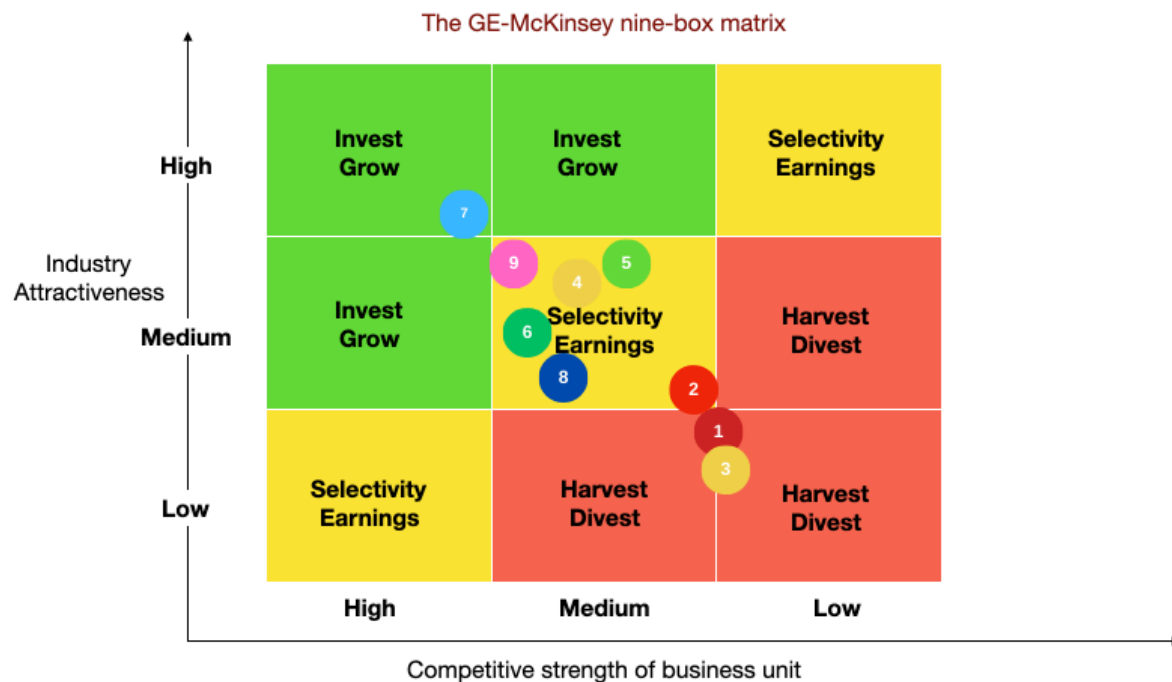 The GE-McKinsey nine-box matrix
Invest
Grow
Invest
Grow
Selectivity
Earnings
High
7
Industry
Attractiveness
9
5
4
Invest
Grow
Selectivity
Earnings
Harvest
Divest
Medium
6
8
2
1
3
Selectivity
Earnings
Harvest
Divest
Harvest
Divest
Low
High
Medium
Low
Competitive strength of business unit